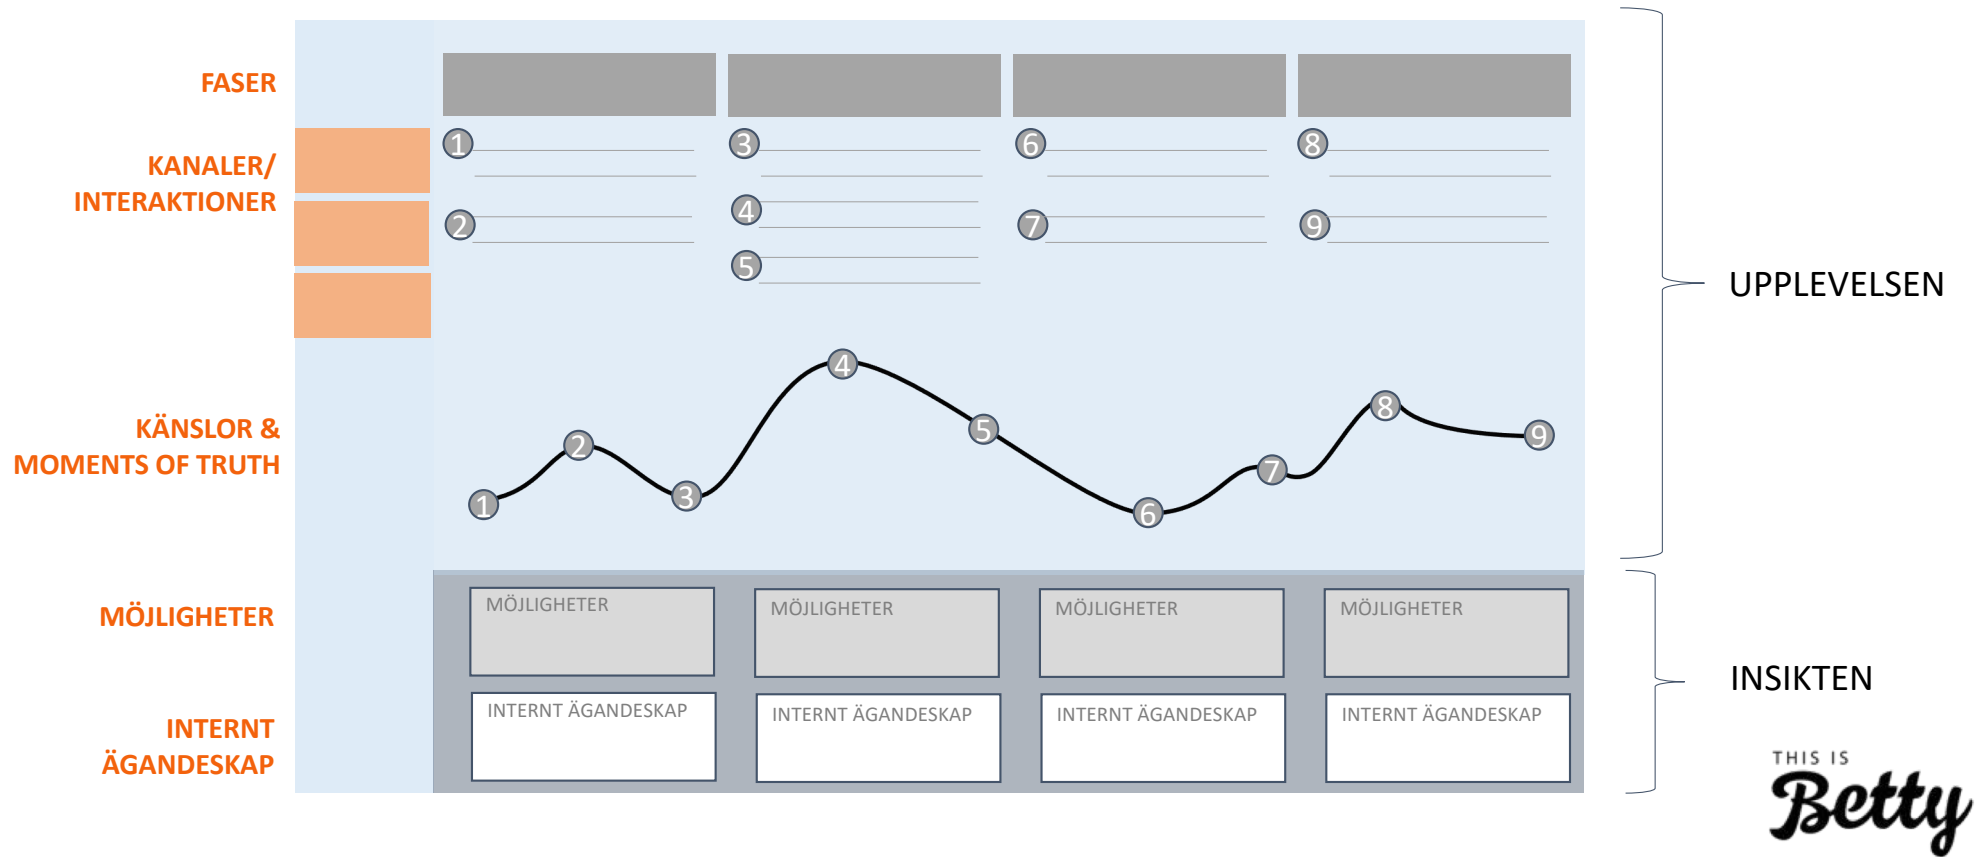 FASER
KANALER/
INTERAKTIONER
1
2
3
4
5
6
7
8
9
UPPLEVELSEN
KÄNSLOR &
MOMENTS OF TRUTH
1
2
3
4
5
6
7
8
9
MÖJLIGHETER
MÖJLIGHETER
MÖJLIGHETER
MÖJLIGHETER
MÖJLIGHETER
INSIKTEN
INTERNT
ÄGANDESKAP
INTERNT ÄGANDESKAP
INTERNT ÄGANDESKAP
INTERNT ÄGANDESKAP
INTERNT ÄGANDESKAP
THIS IS
Betty